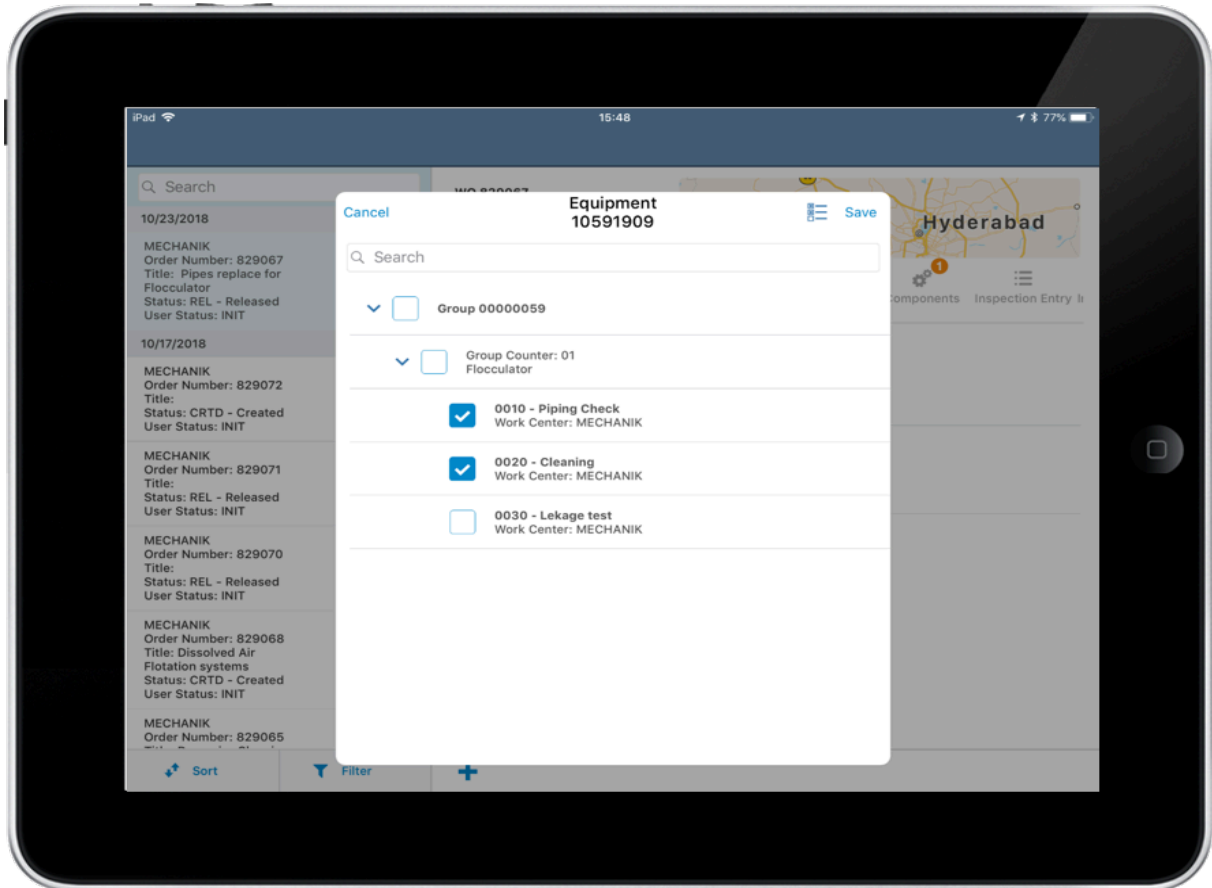 iPad
15:48
77%
Search
10/23/2018
MECHANIK
Order Number: 829067
Title: Pipes replace for
Flocculator
Status: REL - Released
User Status: INIT
10/17/2018
MECHANIK
Order Number: 829072
Title:
Status: CRTD - Created
User Status: INIT
MECHANIK
Order Number: 829071
Title:
Status: REL - Released
User Status: INIT
MECHANIK
Order Number: 829070
Title:
Status: REL - Released
User Status: INIT
MECHANIK
Order Number: 829068
Title: Dissolved Air
Flotation systems
Status: CRTD - Created
User Status: INIT
MECHANIK
Order Number: 829065
Sort
Filter
WO 829067
Cancel
Equipment
10591909
Save
Search
Group 00000059
Group Counter: 01
Flocculator
0010 - Piping Check
Work Center: MECHANIK
0020 - Cleaning
Work Center: MECHANIK
0030 - Lekage test
Work Center: MECHANIK
Hyderabad
1
omponents
Inspection Entry